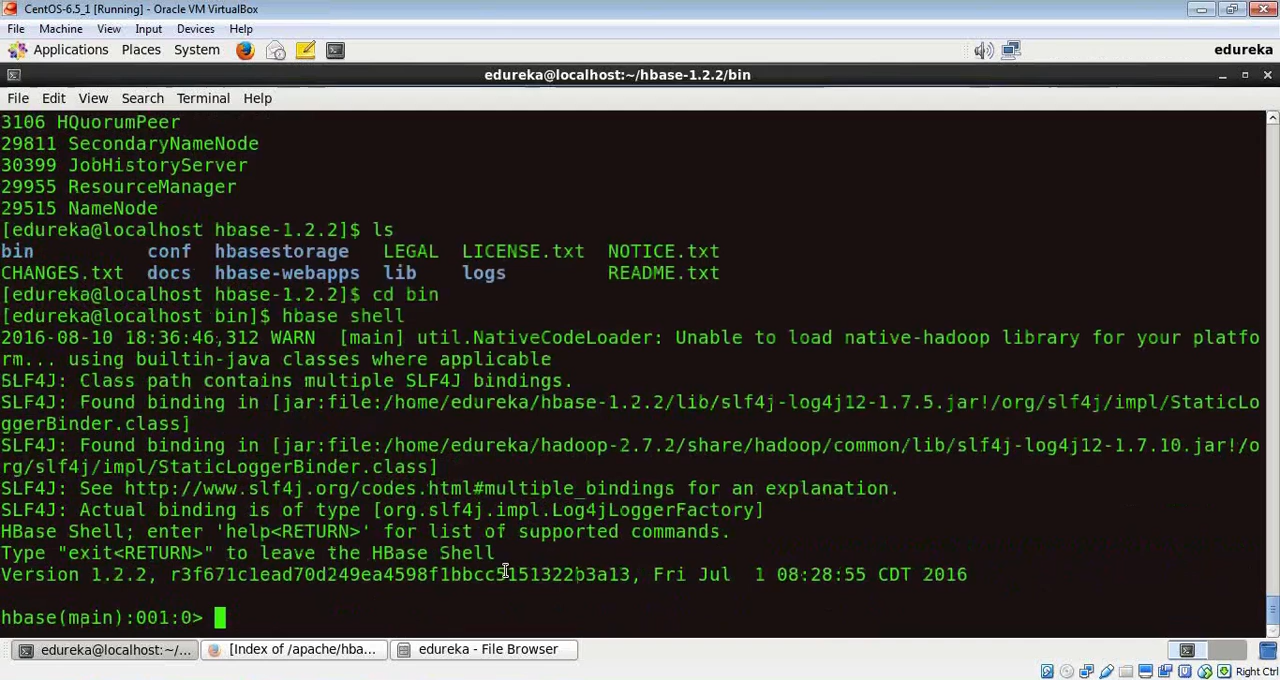 CentOS-6.5_1 [Running] - Oracle VM VirtualBox
File Machine View Input Devices Help
Applications Places System edureka
edureka@localhost:~/hbase-1.2.2/bin
File Edit View Search Terminal Help
3106 HQuorumPeer
29811 SecondaryNameNode
30399 JobHistoryServer
29955 ResourceManager
29515 NameNode
[edureka@localhost hbase-1.2.2]$ ls
bin conf hbasestorage LEGAL LICENSE.txt NOTICE.txt
CHANGES.txt docs hbase-webapps lib logs README.txt
[edureka@localhost hbase-1.2.2]$ cd bin
[edureka@localhost bin]$ hbase shell
2016-08-10 18:36:46,312 WARN [main] util.NativeCodeLoader: Unable to load native-hadoop library for your platfo
rm... using builtin-java classes where applicable
SLF4J: Class path contains multiple SLF4J bindings.
SLF4J: Found binding in [jar:file:/home/edureka/hbase-1.2.2/lib/slf4j-log4j12-1.7.5.jar!/org/slf4j/impl/StaticLo
ggerBinder.class]
SLF4J: Found binding in [jar:file:/home/edureka/hadoop-2.7.2/share/hadoop/common/lib/slf4j-log4j12-1.7.10.jar!/o
rg/slf4j/impl/StaticLoggerBinder.class]
SLF4J: See http://www.slf4j.org/codes.html#multiple_bindings for an explanation.
SLF4J: Actual binding is of type [org.slf4j.impl.Log4jLoggerFactory]
HBase Shell; enter 'help<RETURN>' for list of supported commands.
Type "exit<RETURN>" to leave the HBase Shell
Version 1.2.2, r3f671c1ead70d249ea4598f1bbcc5151322b3a13, Fri Jul 1 08:28:55 CDT 2016
hbase(main):001:0>
edureka@localhost:~/... [Index of /apache/hba... edureka - File Browser
Right Ctrl